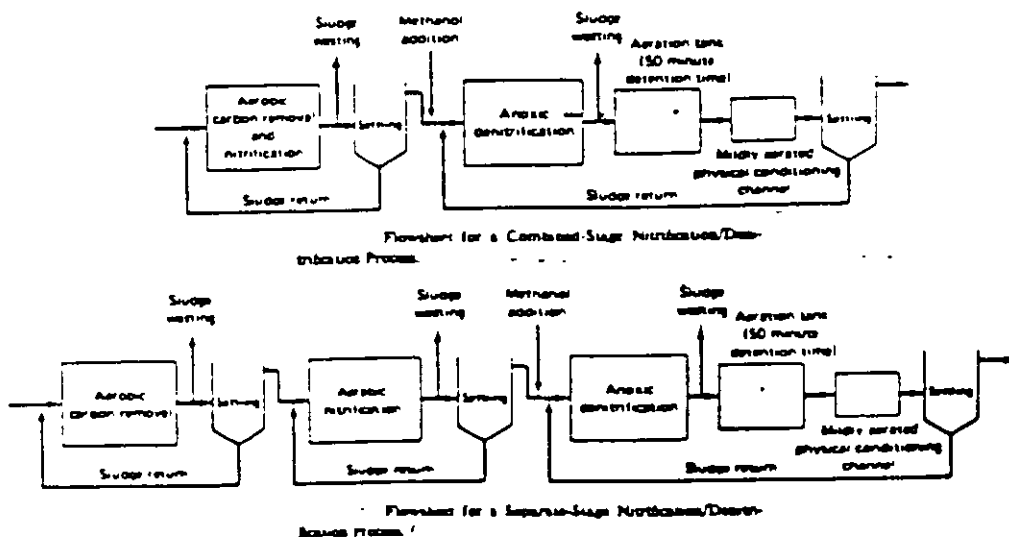 Sludge
wasting
Methanol
addition
Sludge
wasting
Aeration tank
(50 minute
detention time)
Aerobic
carbon removal
and
nitrification
Settling
Anoxic
denitrification
Settling
Mildly aerated
physical conditioning
channel
Sludge return
Sludge return
Flowsheet for a Combined-Stage Nitrification/Deni-
trification Process.
Sludge
wasting
Sludge
wasting
Methanol
addition
Sludge
wasting
Aeration tank
(50 minute
detention time)
Aerobic
carbon removal
Settling
Aerobic
nitrification
Settling
Anoxic
denitrification
Settling
Mildly aerated
physical conditioning
channel
Sludge return
Sludge return
Sludge return
Flowsheet for a Separate-Stage Nitrification/Denitri-
fication Process.